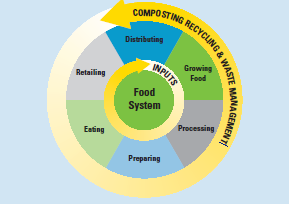 COMPOSTING RECYCLING & WASTE MANAGEMENT!
Distributing
INPUTS
Retailing
Growing
Food
Food
System
Eating
Processing
Preparing